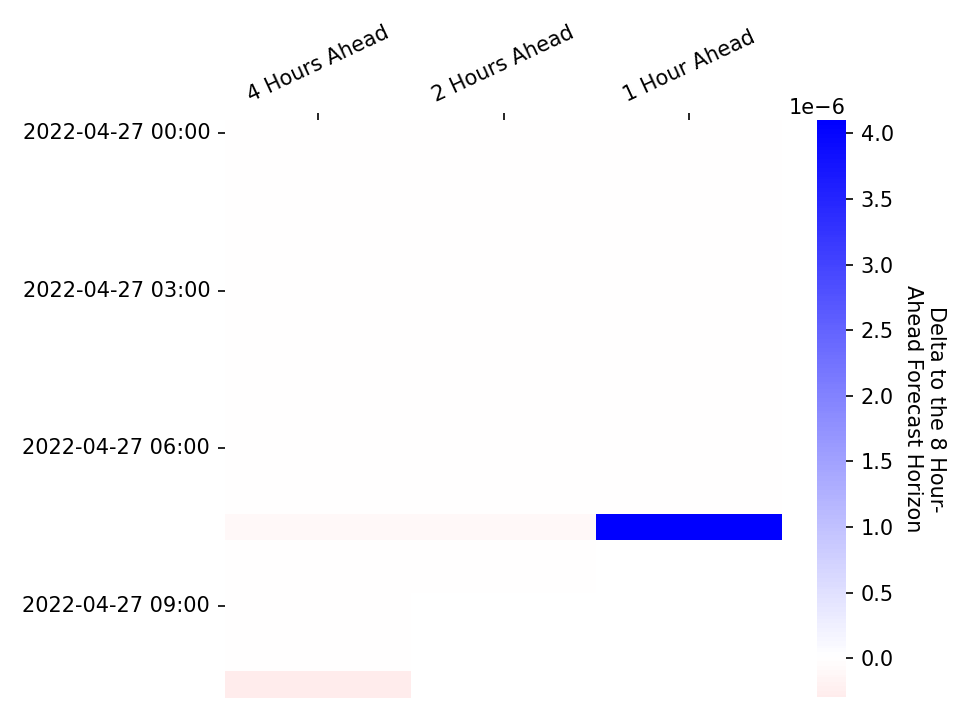 4 Hours Ahead
2 Hours Ahead
1 Hour Ahead
1e−6
2022-04-27 00:00
2022-04-27 03:00
2022-04-27 06:00
2022-04-27 09:00
4.0
3.5
3.0
2.5
2.0
1.5
1.0
0.5
0.0
Delta to the 8 Hour-
Ahead Forecast Horizon